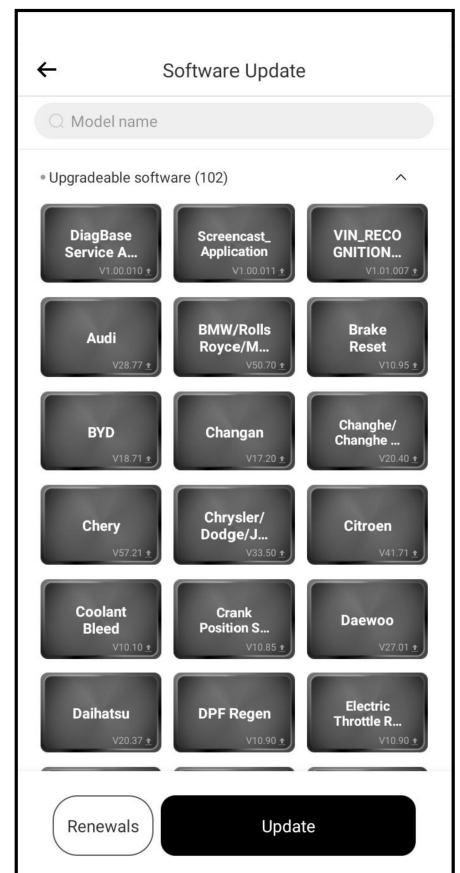 Software Update
Model name
Upgradeable software (102)
DiagBase
Service A...
V1.00.010
Screencast_
Application
V1.00.011
VIN_RECO
GNITION...
V1.01.007
Audi
V28.77
BMW/Rolls
Royce/M...
V50.70
Brake
Reset
V10.95
BYD
V18.71
Changan
V17.20
Changhe/
Changhe ...
V20.40
Chery
V57.21
Chrysler/
Dodge/J...
V33.50
Citroen
V41.71
Coolant
Bleed
V10.10
Crank
Position S...
V10.85
Daewoo
V27.01
Daihatsu
V20.37
DPF Regen
V10.90
Electric
Throttle R...
V10.90
Renewals
Update